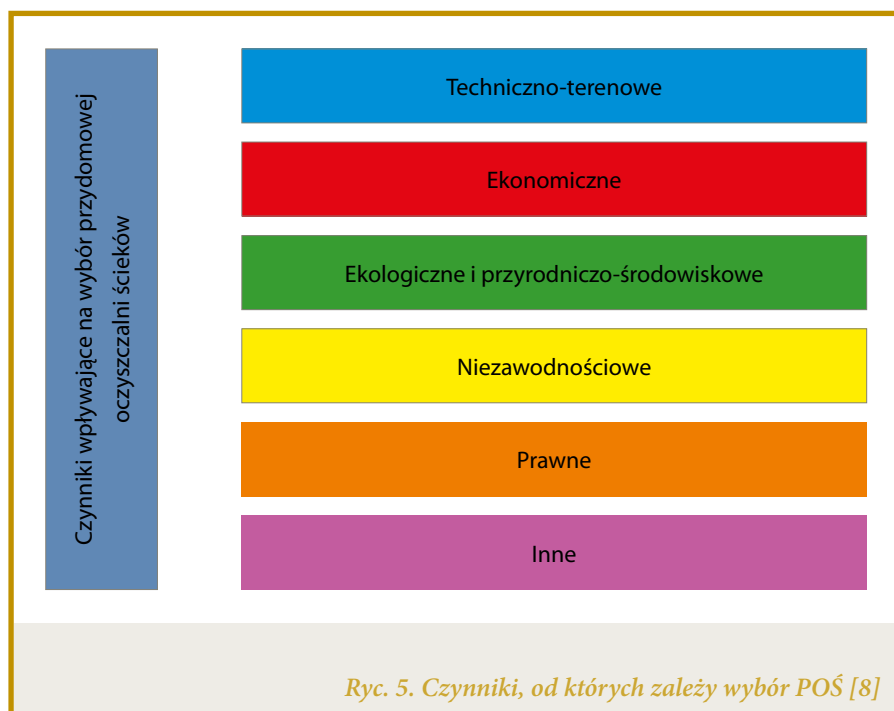 Czynniki wpływające na wybór przydomowej
oczyszczalni ścieków
Techniczno-terenowe
Ekonomiczne
Ekologiczne i przyrodniczo-środowiskowe
Niezawodnościowe
Prawne
Inne
Ryc. 5. Czynniki, od których zależy wybór POŚ [8]